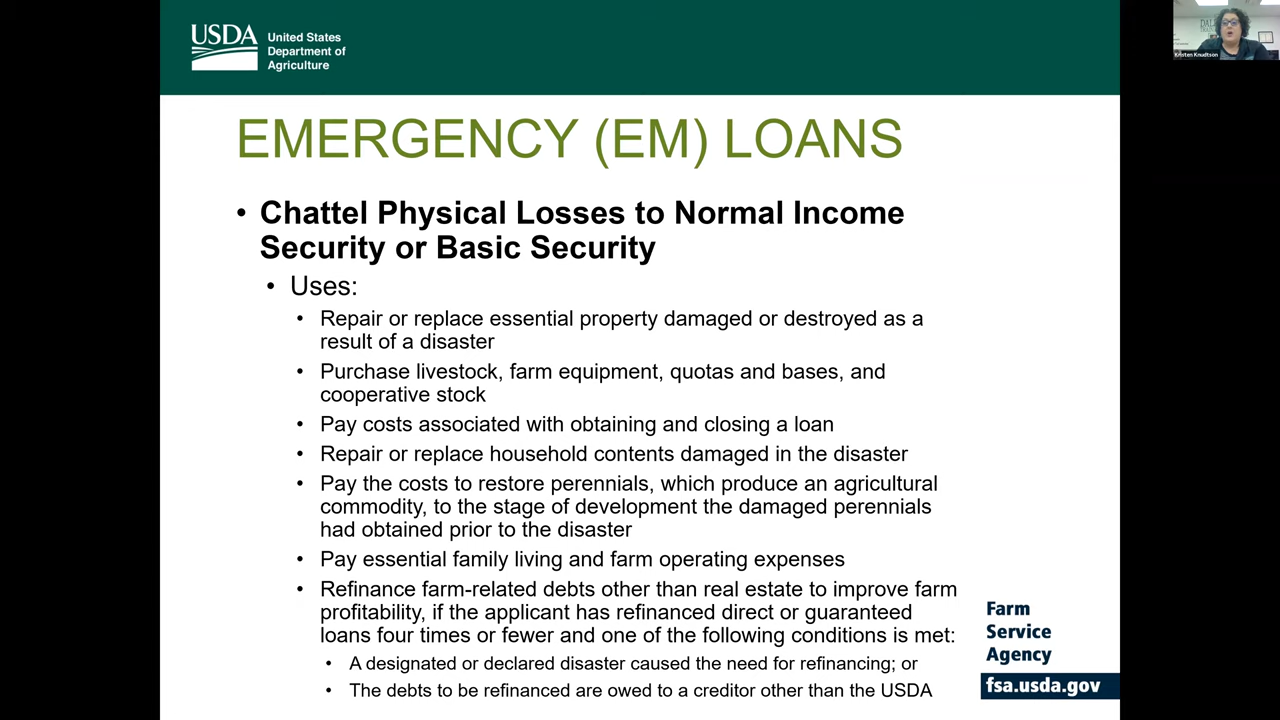 USDA
United States
Department of
Agriculture
Kristen Knudtson
EMERGENCY (EM) LOANS
• Chattel Physical Losses to Normal Income
Security or Basic Security
• Uses:
• Repair or replace essential property damaged or destroyed as a
result of a disaster
• Purchase livestock, farm equipment, quotas and bases, and
cooperative stock
• Pay costs associated with obtaining and closing a loan
• Repair or replace household contents damaged in the disaster
• Pay the costs to restore perennials, which produce an agricultural
commodity, to the stage of development the damaged perennials
had obtained prior to the disaster
• Pay essential family living and farm operating expenses
• Refinance farm-related debts other than real estate to improve farm
profitability, if the applicant has refinanced direct or guaranteed
loans four times or fewer and one of the following conditions is met:
• A designated or declared disaster caused the need for refinancing; or
• The debts to be refinanced are owed to a creditor other than the USDA
Farm
Service
Agency
fsa.usda.gov